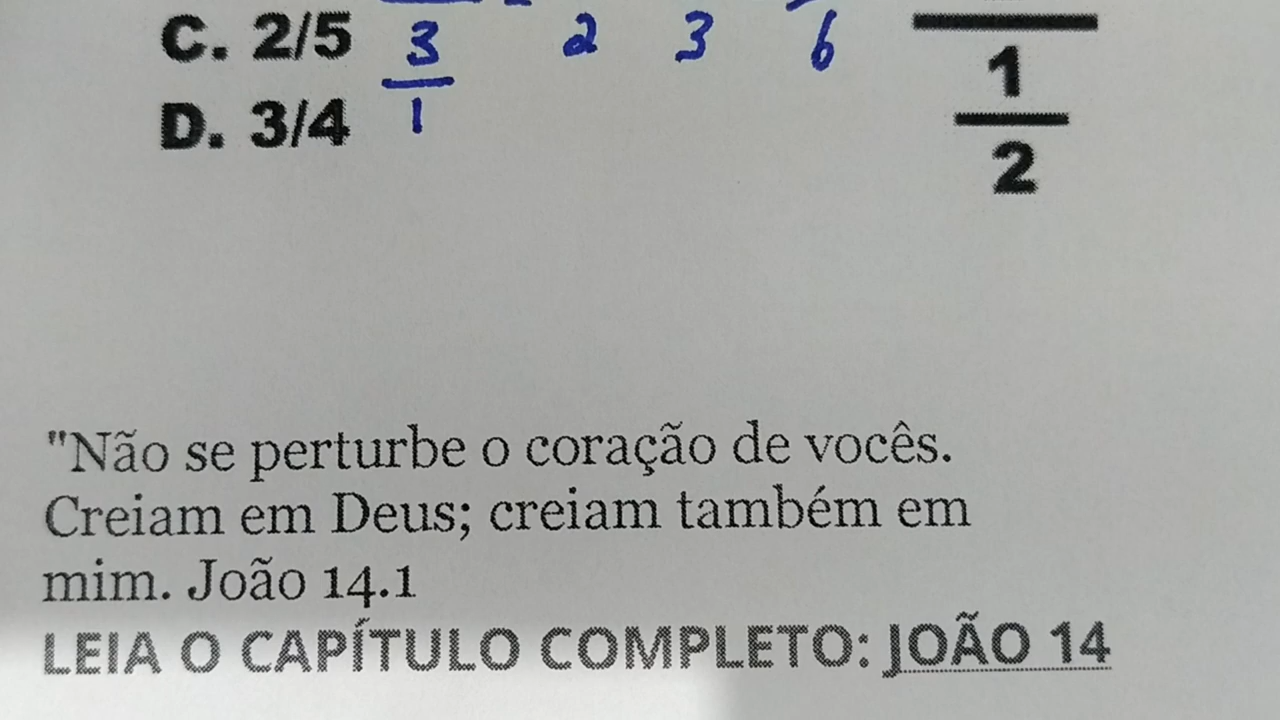 C. 2/5 3 2 3 6
D. 3/4 1
1
2
"Não se perturbe o coração de vocês.
Creiam em Deus; creiam também em
mim. João 14.1
LEIA O CAPÍTULO COMPLETO: JOÃO 14